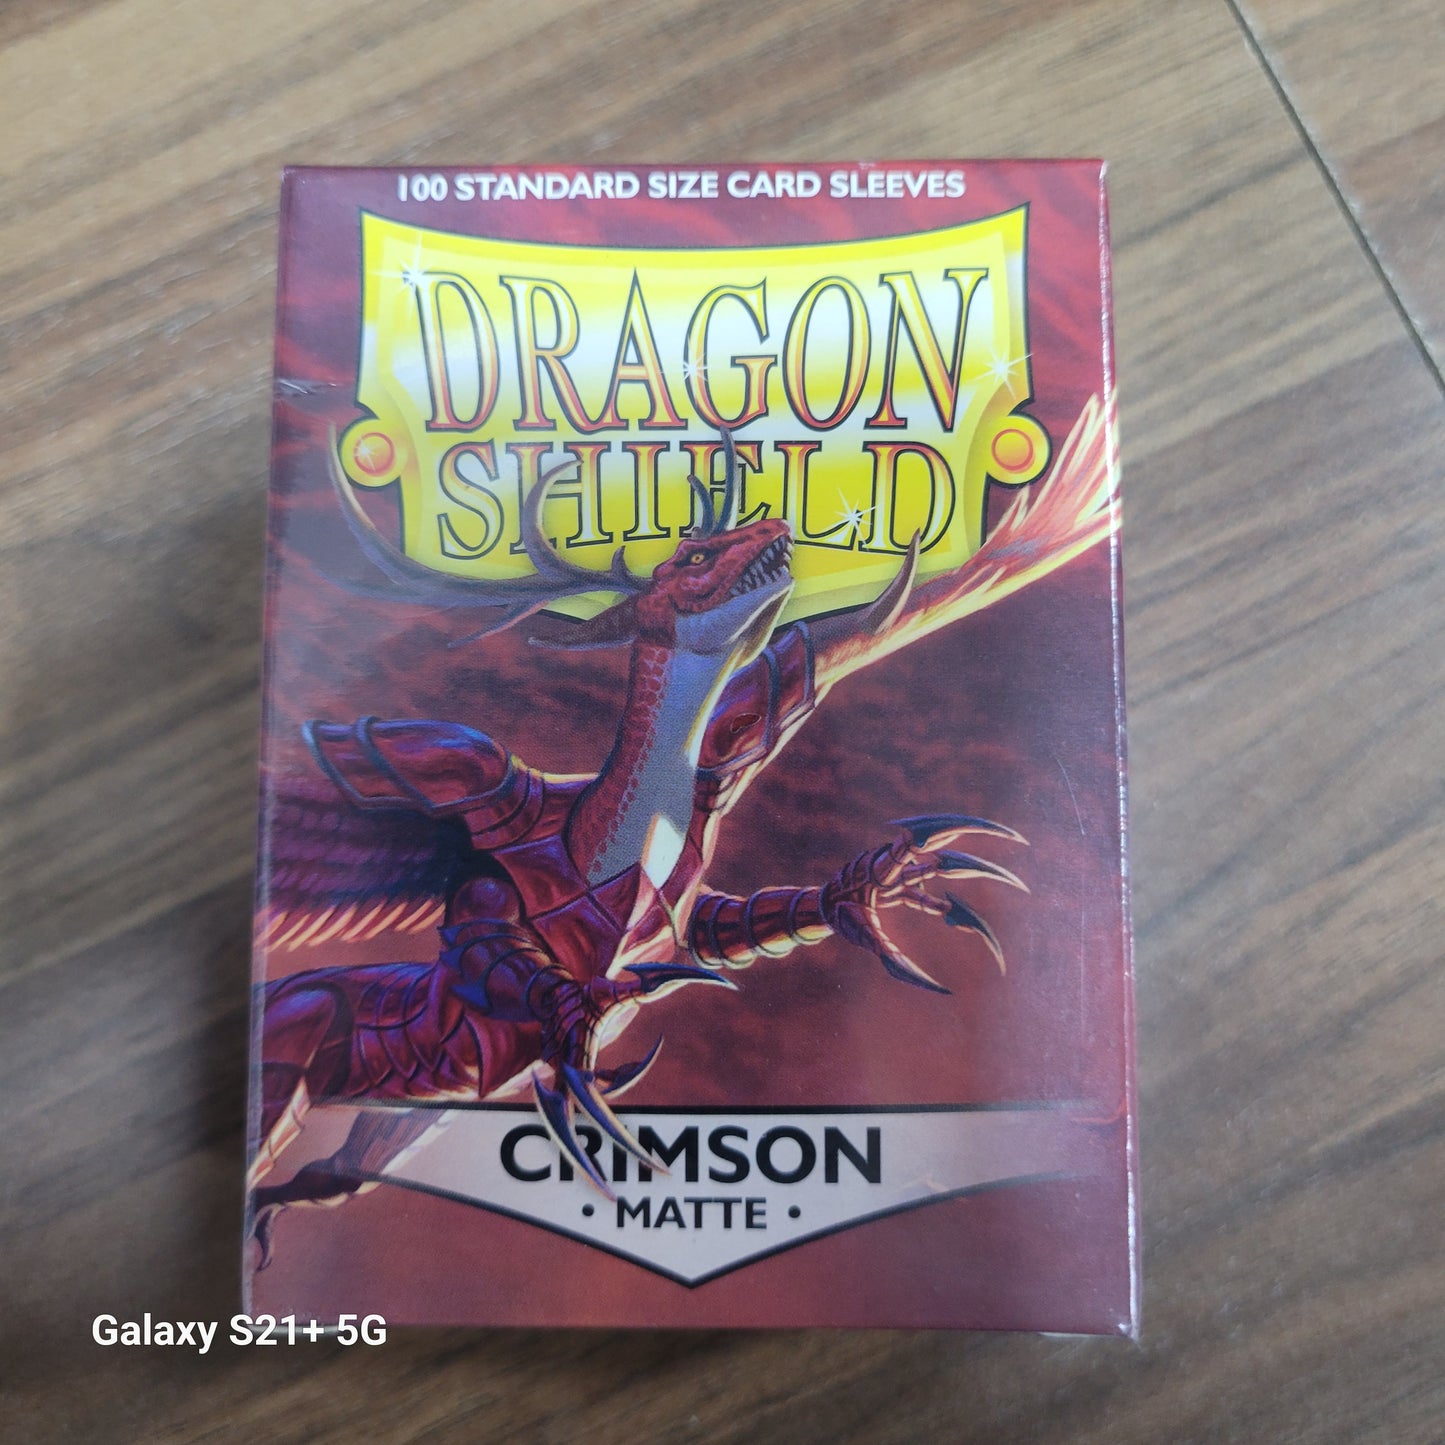 100 STANDARD SIZE CARD SLEEVES
DRAGON
SHIELD
CRIMSON
• MATTE •
Galaxy S21+ 5G